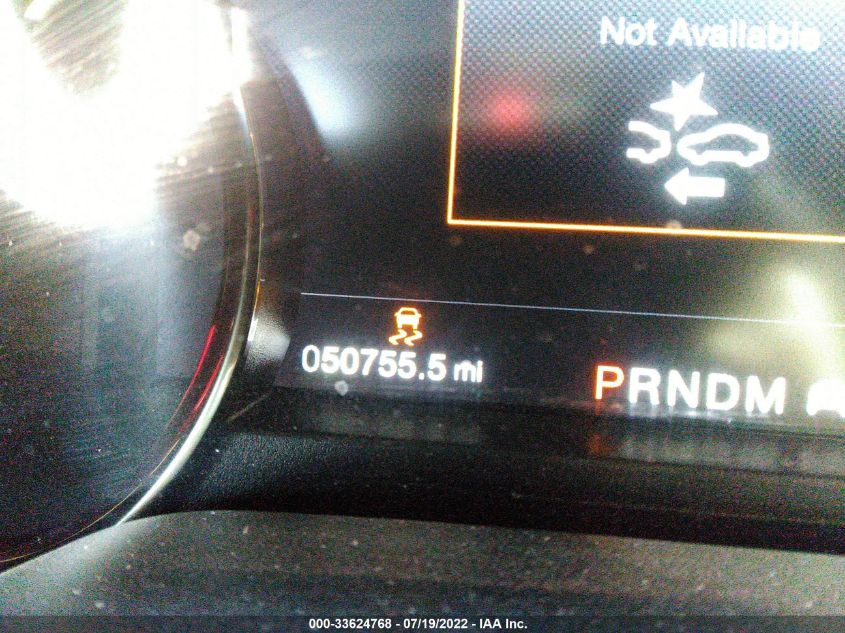 Not Available
050755.5 mi
PRNDM
000-33624768 - 07/19/2022 - IAA Inc.